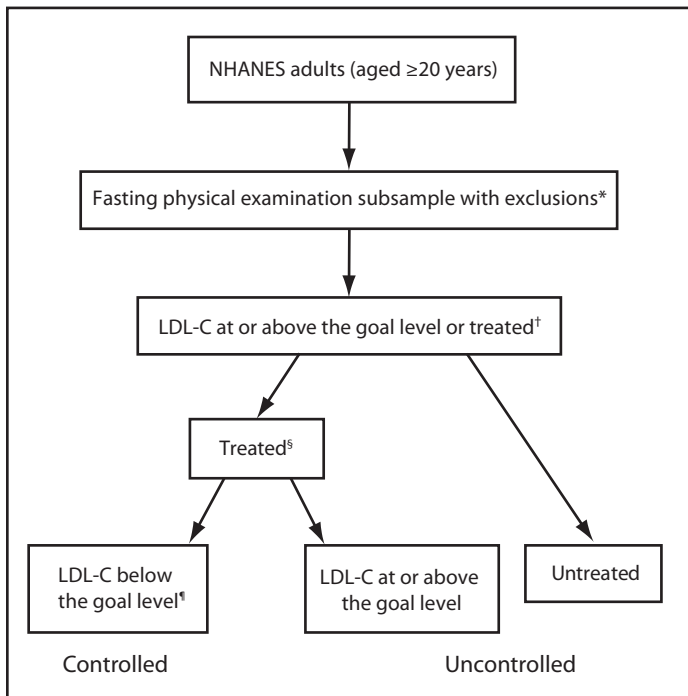 NHANES adults (aged ≥20 years)
Fasting physical examination subsample with exclusions*
LDL-C at or above the goal level or treated†
Treated§
LDL-C below
the goal level¶
LDL-C at or above
the goal level
Untreated
Controlled
Uncontrolled